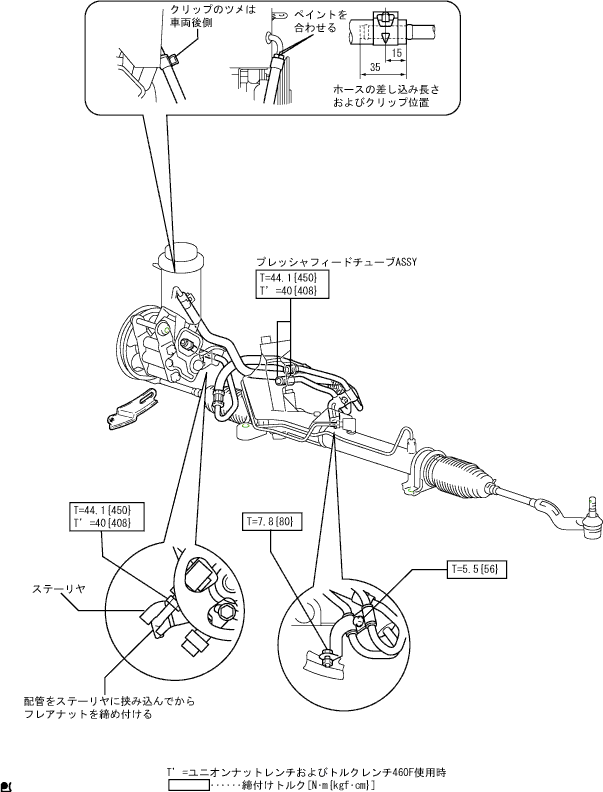 クリップのツメは
車両後側
ペイントを
合わせる
15
35
ホースの差し込み長さ
およびクリップ位置
プレッシャフィードチューブASSY
T=44.1{450}
T'=40{408}
T=44.1{450}
T'=40{408}
T=7.8{80}
T=5.5{56}
ステーリヤ
配管をステーリヤに挟み込んでから
フレアナットを締め付ける
T'=ユニオンナットレンチおよびトルクレンチ460F使用時
······締付けトルク[N·m{kgf·cm}]